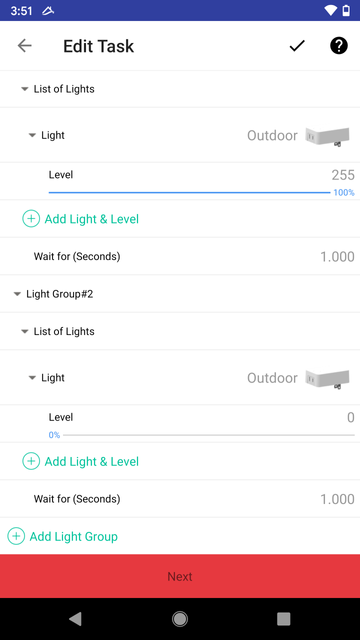 3:51
Edit Task
List of Lights
Light Outdoor
Level 255
100%
Add Light & Level
Wait for (Seconds) 1.000
Light Group#2
List of Lights
Light Outdoor
Level 0
0%
Add Light & Level
Wait for (Seconds) 1.000
Add Light Group
Next